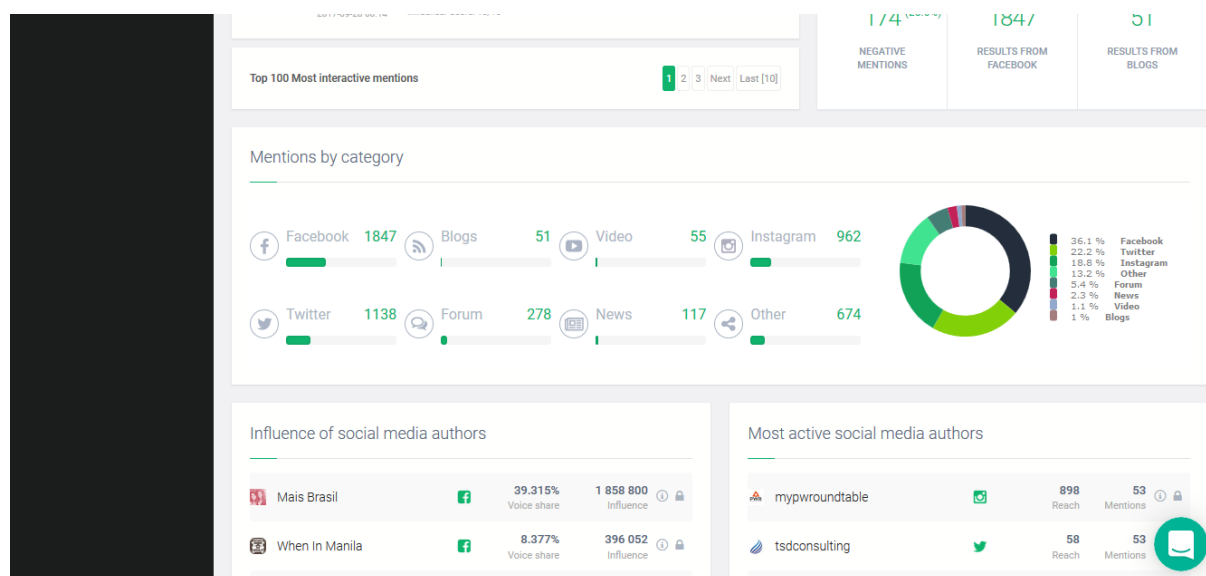 174
1847
51
NEGATIVE
MENTIONS
RESULTS FROM
FACEBOOK
RESULTS FROM
BLOGS
Top 100 Most interactive mentions
1 2 3 Next Last [10]
Mentions by category
Facebook 1847
Blogs 51
Video 55
Instagram 962
Twitter 1138
Forum 278
News 117
Other 674
36.1 % Facebook
22.2 % Twitter
18.8 % Instagram
13.2 % Other
5.4 % Forum
2.3 % News
1.1 % Video
1 % Blogs
Influence of social media authors
Mais Brasil
39.315%
Voice share
1 858 800
Influence
When In Manila
8.377%
Voice share
396 052
Influence
Most active social media authors
mypwroundtable
898
Reach
53
Mentions
tsdconsulting
58
Reach
53
Mentions